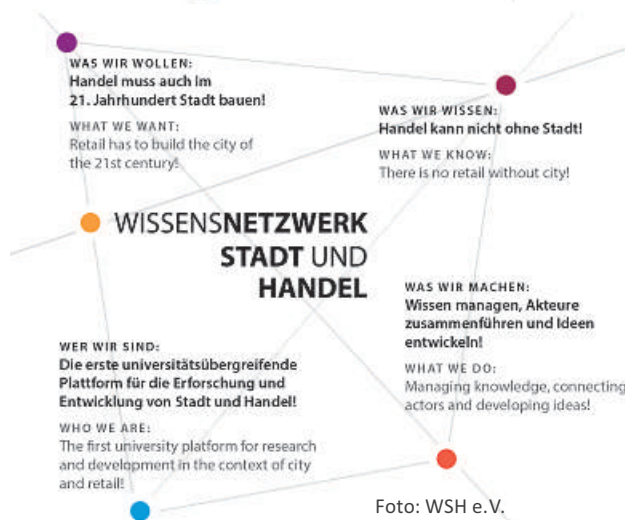 WAS WIR WOLLEN:
Handel muss auch im
21. Jahrhundert Stadt bauen!
WHAT WE WANT:
Retail has to build the city of
the 21st century!
WAS WIR WISSEN:
Handel kann nicht ohne Stadt!
WHAT WE KNOW:
There is no retail without city!
WISSENSNETZWERK
STADT UND
HANDEL
WAS WIR MACHEN:
Wissen managen, Akteure
zusammenführen und Ideen
entwickeln!
WHAT WE DO:
Managing knowledge, connecting
actors and developing ideas!
WER WIR SIND:
Die erste universitätsübergreifende
Plattform für die Erforschung und
Entwicklung von Stadt und Handel!
WHO WE ARE:
The first university platform for research
and development in the context of city
and retail!
Foto: WSH e.V.